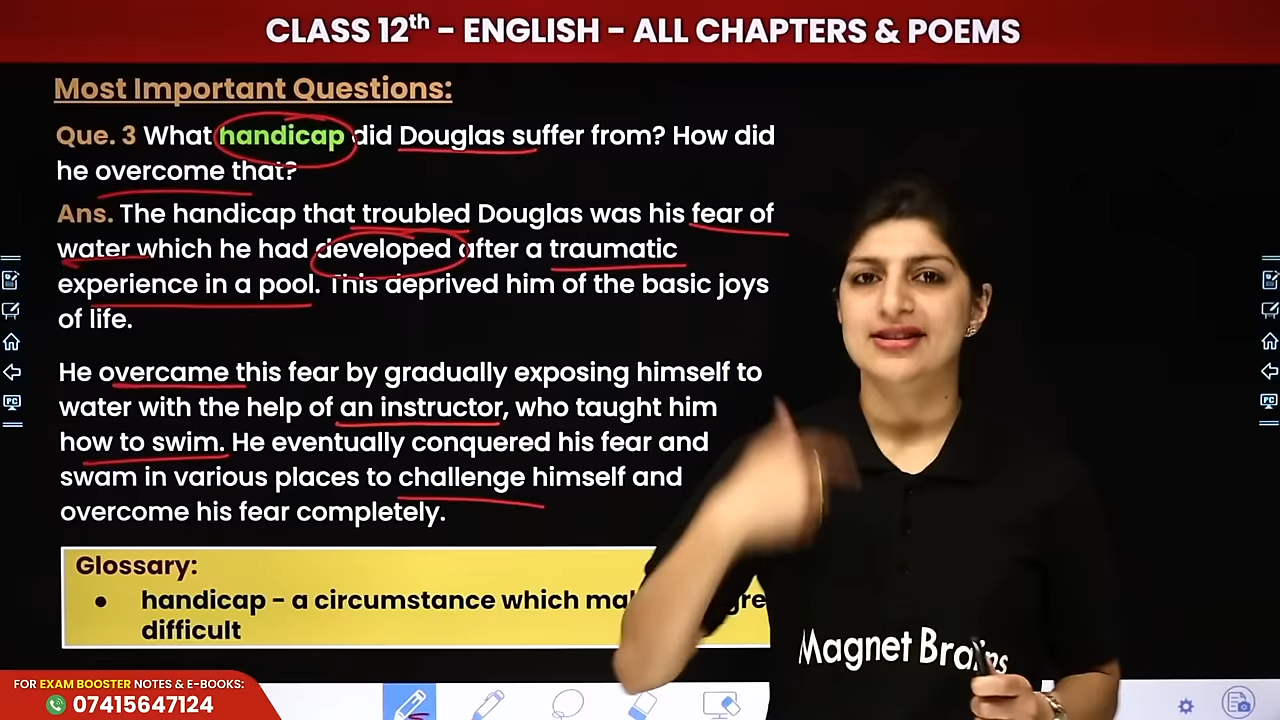 CLASS 12th - ENGLISH - ALL CHAPTERS & POEMS
Most Important Questions:
Que. 3 What handicap did Douglas suffer from? How did
he overcome that?
Ans. The handicap that troubled Douglas was his fear of
water which he had developed after a traumatic
experience in a pool. This deprived him of the basic joys
of life.
He overcame this fear by gradually exposing himself to
water with the help of an instructor, who taught him
how to swim. He eventually conquered his fear and
swam in various places to challenge himself and
overcome his fear completely.
Glossary:
handicap - a circumstance which
difficult
Magnet Brains
FOR EXAM BOOSTER NOTES & E-BOOKS:
07415647124
PC
PC